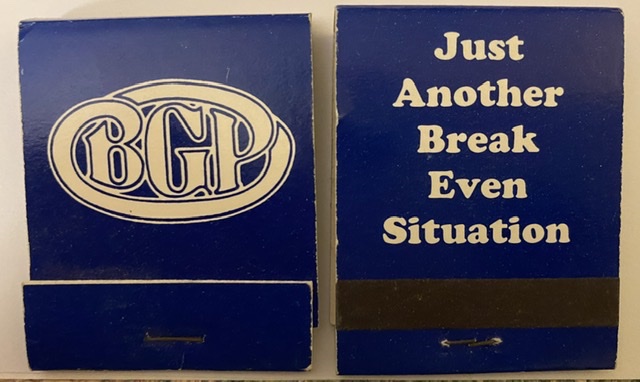 BGP
Just
Another
Break
Even
Situation